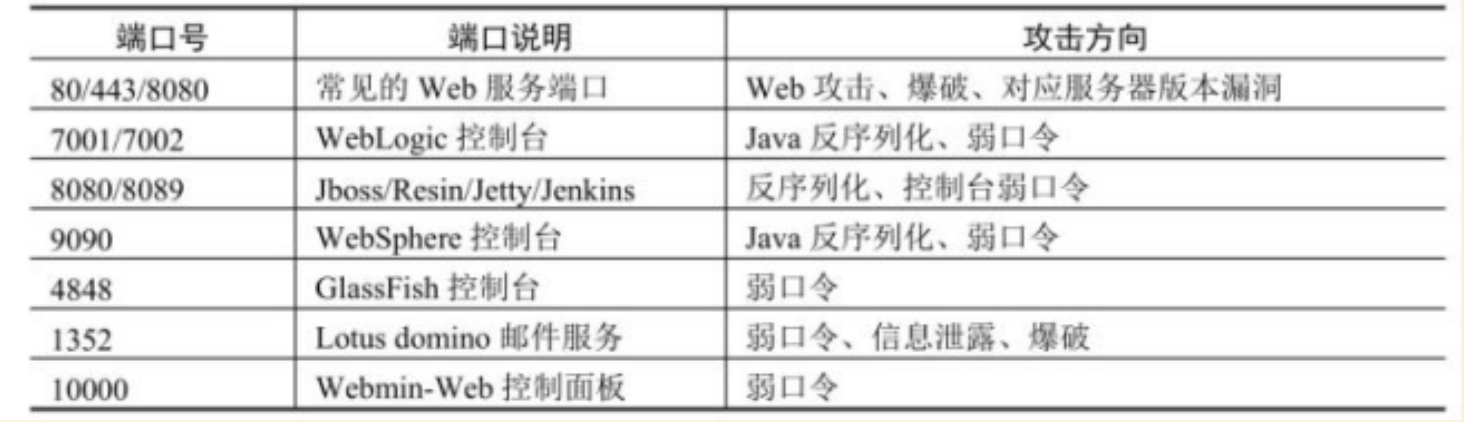 端口号 端口说明 攻击方向
80/443/8080 常见的 Web 服务端口 Web 攻击、爆破、对应服务器版本漏洞
7001/7002 WebLogic 控制台 Java 反序列化、弱口令
8080/8089 Jboss/Resin/Jetty/Jenkins 反序列化、控制台弱口令
9090 WebSphere 控制台 Java 反序列化、弱口令
4848 GlassFish 控制台 弱口令
1352 Lotus domino 邮件服务 弱口令、信息泄露、爆破
10000 Webmin-Web 控制面板 弱口令